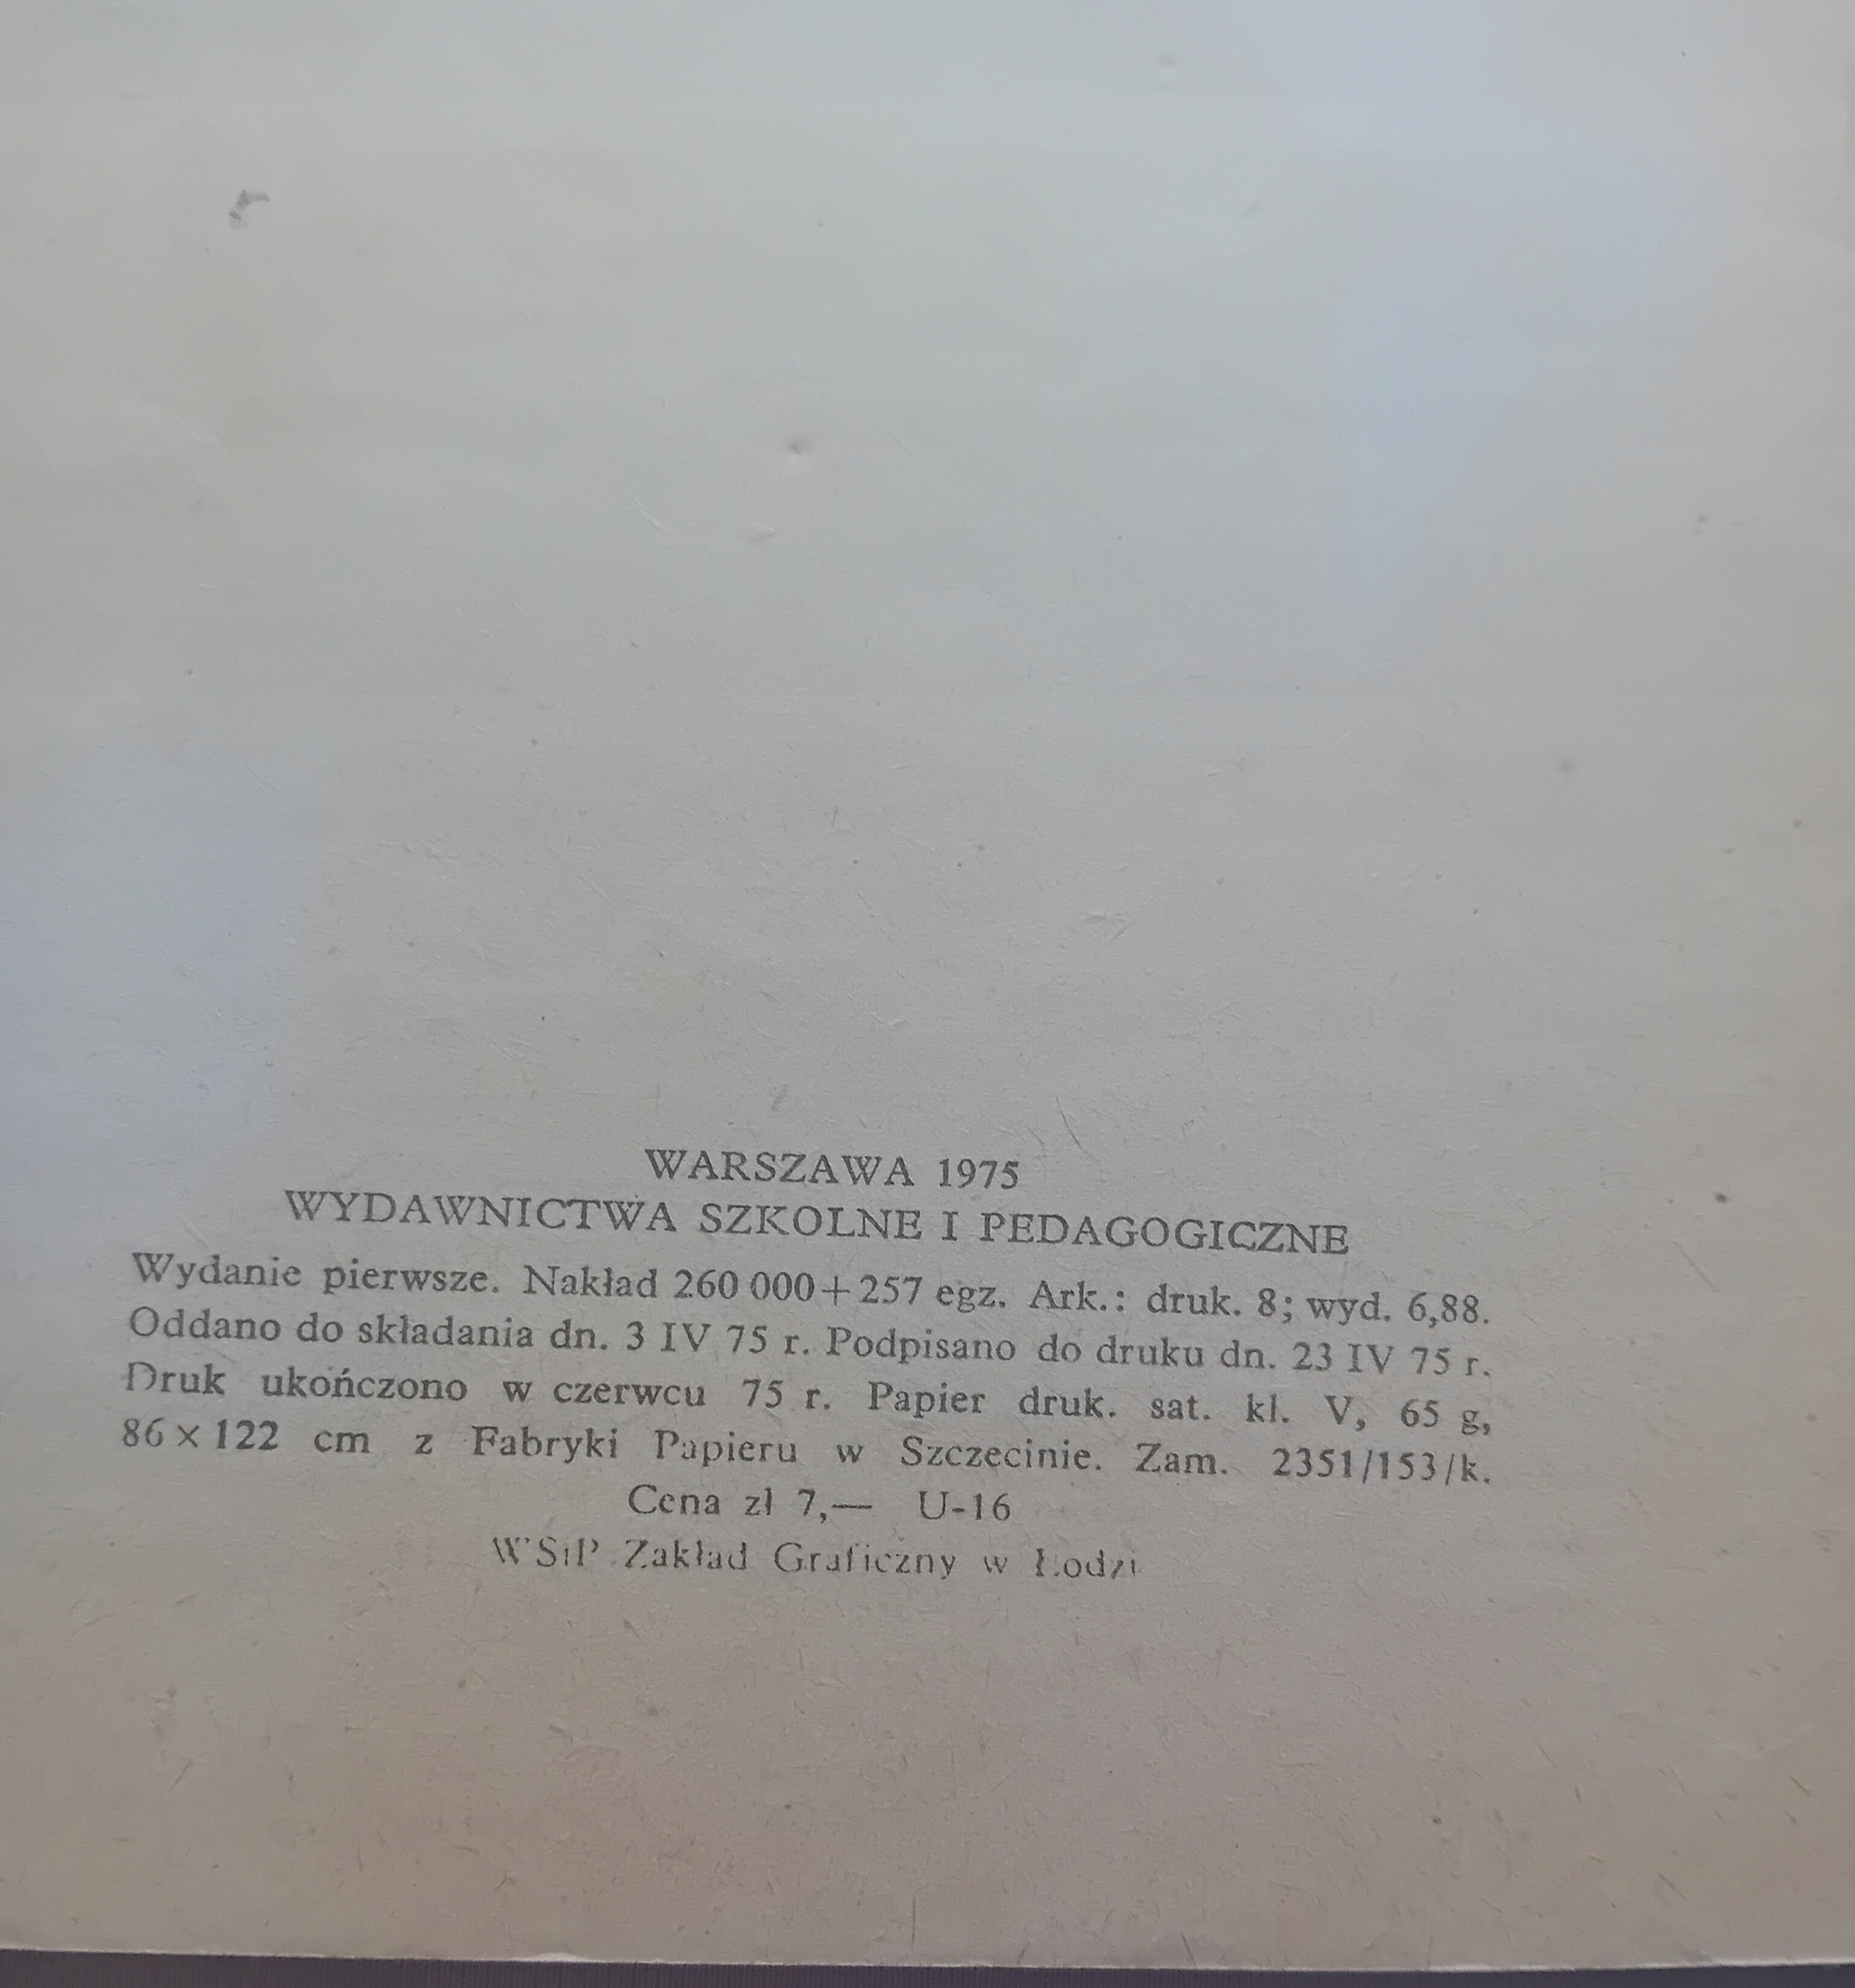 WARSZAWA 1975
WYDAWNICTWA SZKOLNE I PEDAGOGICZNE
Wydanie pierwsze. Nakład 260 000+257 egz. Ark.: druk. 8; wyd. 6,88.
Oddano do składania dn. 3 IV 75 r. Podpisano do druku dn. 23 IV 75 r.
Druk ukończono w czerwcu 75 r. Papier druk. sat. kl. V, 65 g,
86×122 cm z Fabryki Papieru w Szczecinie. Zam. 2351/153/k.
Cena zł 7,— U-16
WSiP Zakład Graficzny w Łodzi